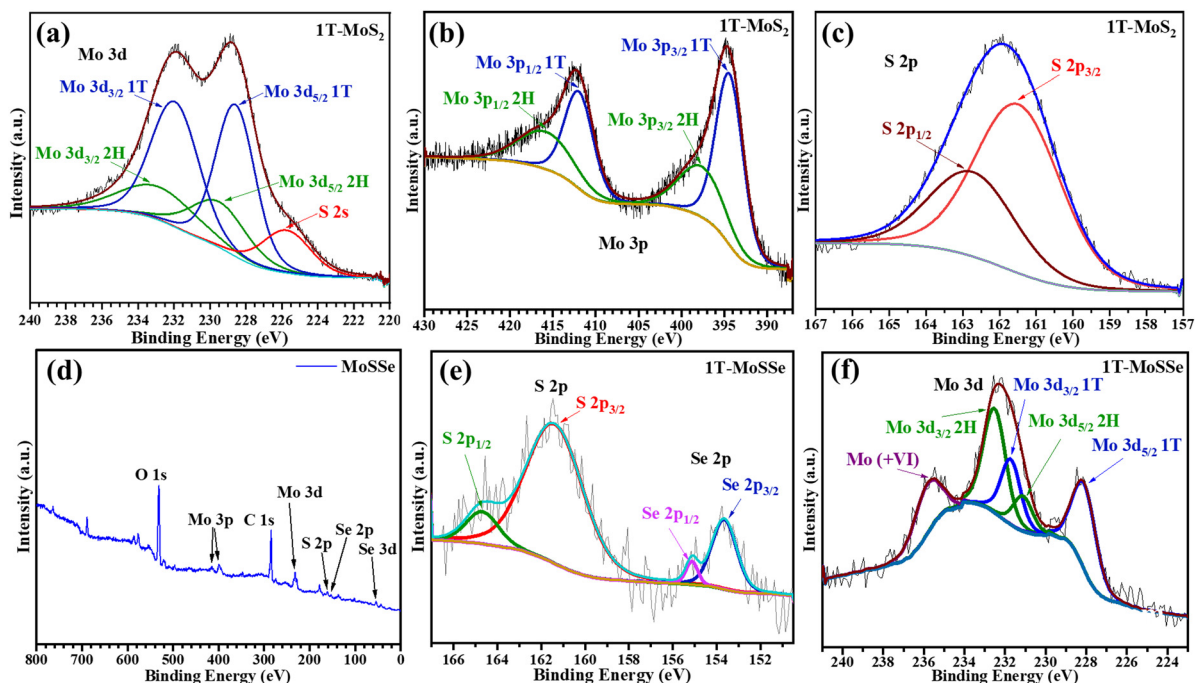 (a)
1T-MoS₂
Mo 3d
Mo 3d₃/₂ 1T
Mo 3d₅/₂ 1T
Mo 3d₃/₂ 2H
Mo 3d₅/₂ 2H
S 2s
Intensity (a.u.)
240 238 236 234 232 230 228 226 224 222 220
Binding Energy (eV)
(b)
1T-MoS₂
Mo 3p₃/₂ 1T
Mo 3p₁/₂ 1T
Mo 3p₁/₂ 2H
Mo 3p₃/₂ 2H
Mo 3p
Intensity (a.u.)
430 420 410 400 390
Binding Energy (eV)
(c)
1T-MoS₂
S 2p
S 2p₃/₂
S 2p₁/₂
Intensity (a.u.)
167 166 165 164 163 162 161 160 159 158 157
Binding Energy (eV)
(d)
MoSSe
O 1s
Mo 3p
C 1s
Mo 3d
S 2p
Se 2p
Se 3d
Intensity (a.u.)
800 700 600 500 400 300 200 100 0
Binding Energy (eV)
(e)
1T-MoSSe
S 2p
S 2p₃/₂
S 2p₁/₂
Se 2p
Se 2p₃/₂
Se 2p₁/₂
Intensity (a.u.)
166 164 162 160 158 156 154 152
Binding Energy (eV)
(f)
1T-MoSSe
Mo 3d
Mo 3d₃/₂ 1T
Mo 3d₃/₂ 2H
Mo 3d₅/₂ 2H
Mo (+VI)
Mo 3d₅/₂ 1T
Intensity (a.u.)
240 238 236 234 232 230 228 226 224
Binding Energy (eV)